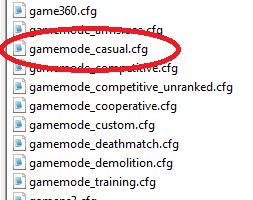 game360.cfg
gamemode_armsrace.cfg
gamemode_casual.cfg
gamemode_competitive.cfg
gamemode_competitive_unranked.cfg
gamemode_cooperative.cfg
gamemode_custom.cfg
gamemode_deathmatch.cfg
gamemode_demolition.cfg
gamemode_training.cfg